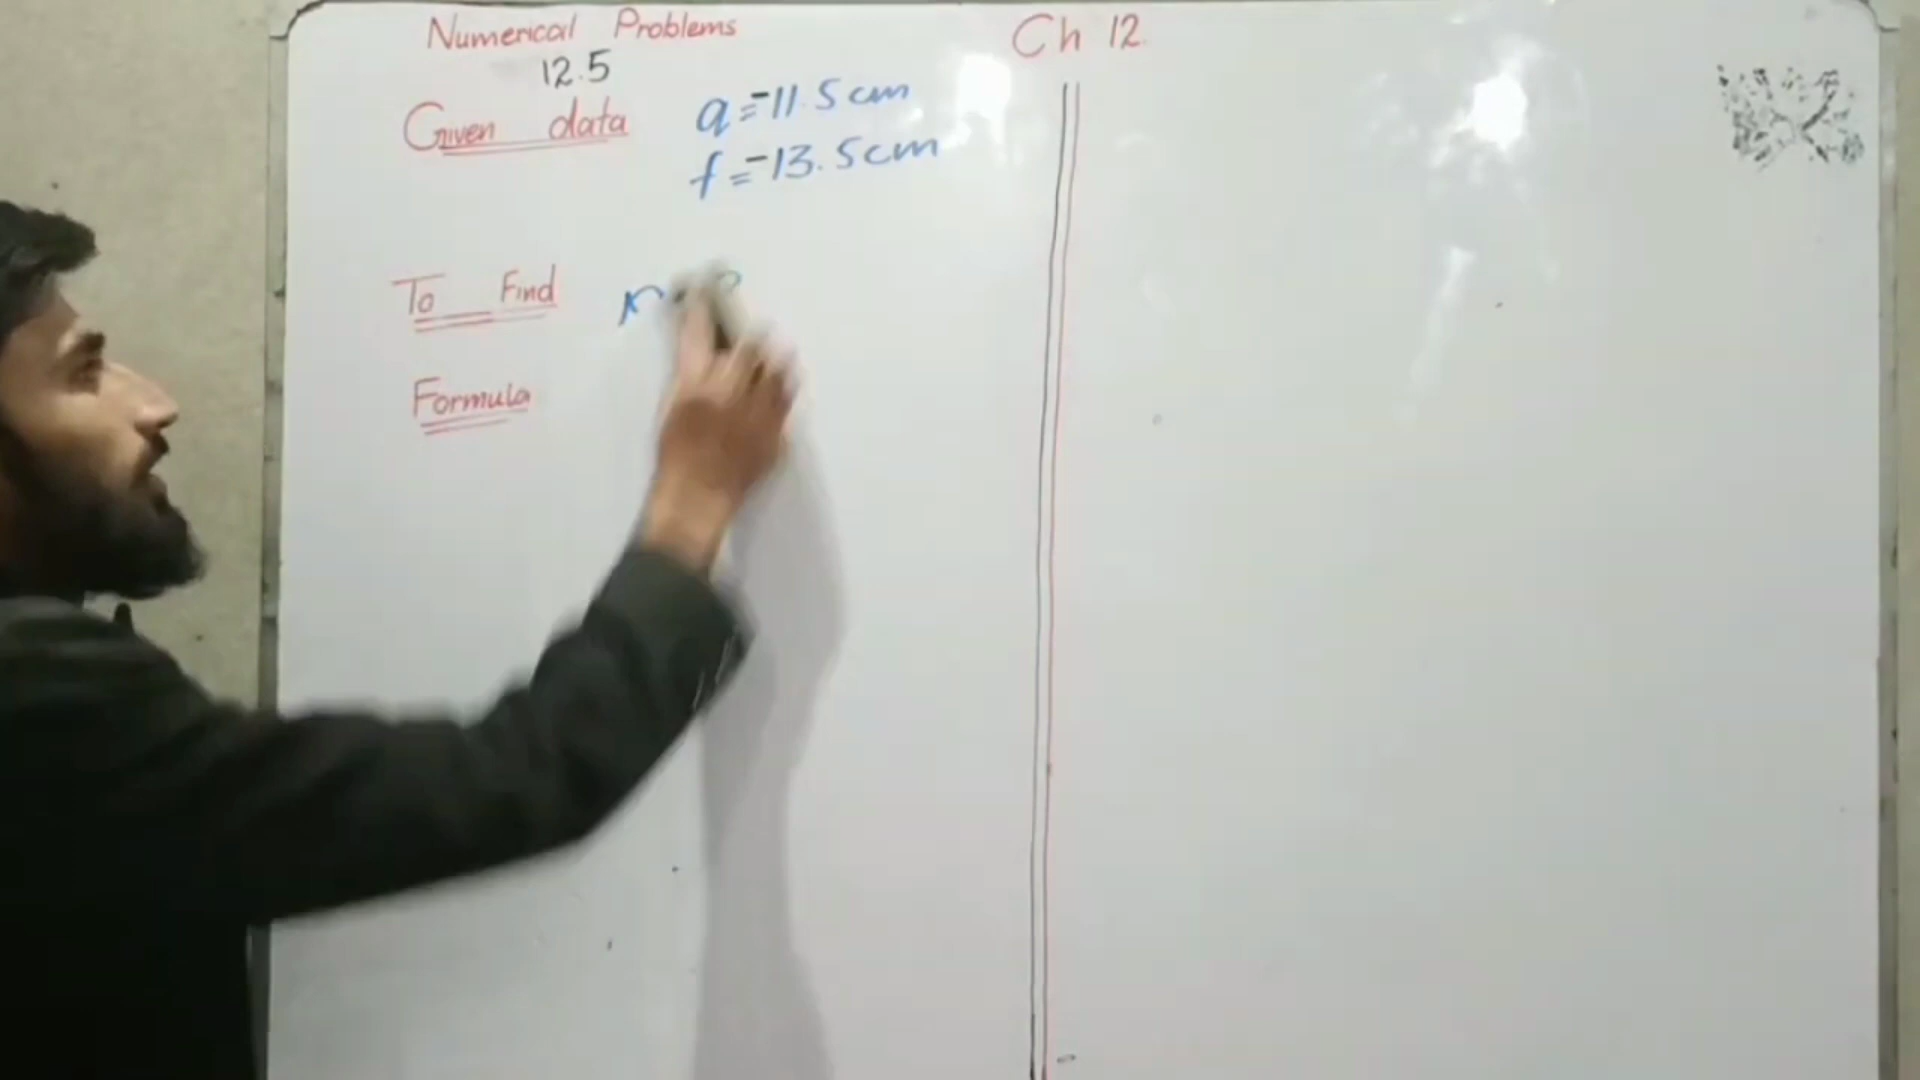 Numerical Problems
Ch 12.
12.5
Given data q = -11.5 cm
f = -13.5 cm
To Find
Formula